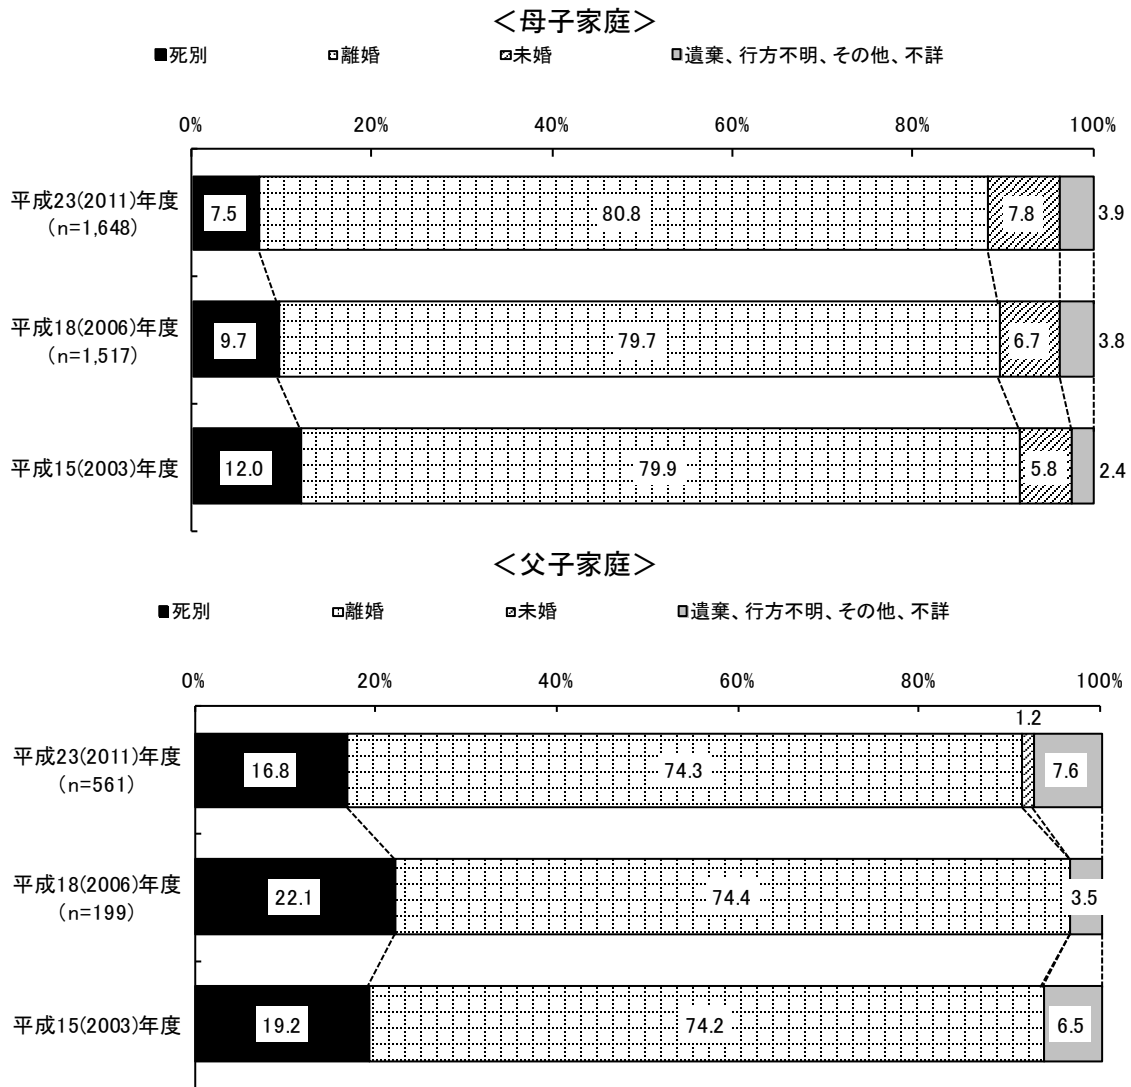 ＜母子家庭＞
■死別 離婚 未婚 遺棄、行方不明、その他、不詳
0% 20% 40% 60% 80% 100%
平成23(2011)年度
（n=1,648）
7.5 80.8 7.8 3.9
平成18(2006)年度
（n=1,517）
9.7 79.7 6.7 3.8
平成15(2003)年度 12.0 79.9 5.8 2.4
＜父子家庭＞
■死別 離婚 未婚 遺棄、行方不明、その他、不詳
0% 20% 40% 60% 80% 100%
1.2
平成23(2011)年度
（n=561）
16.8 74.3 7.6
平成18(2006)年度
（n=199）
22.1 74.4 3.5
平成15(2003)年度 19.2 74.2 6.5